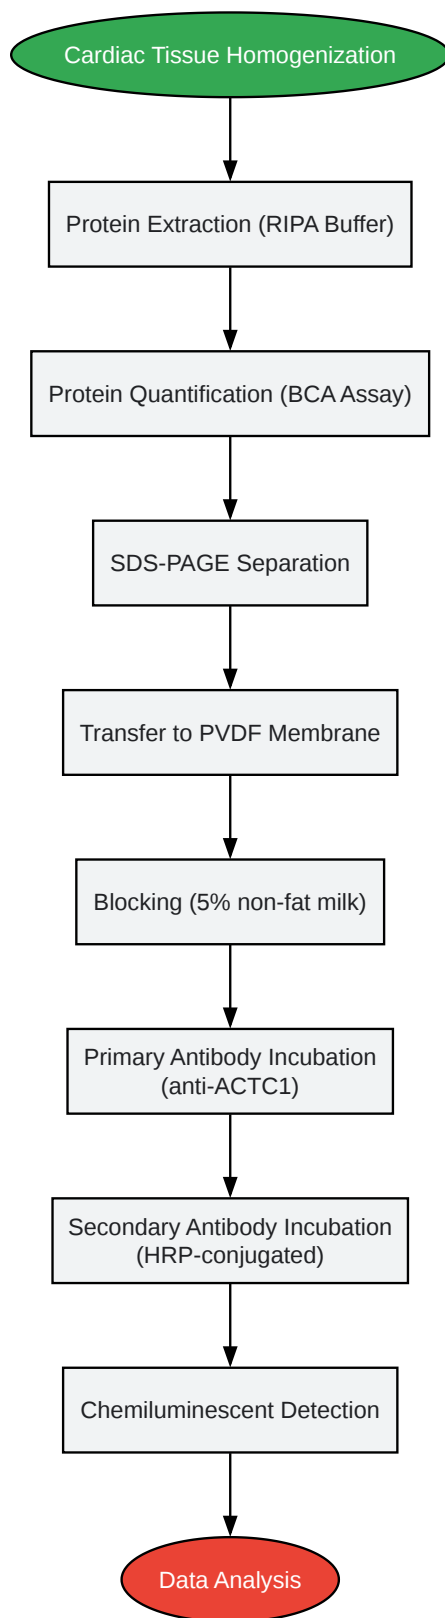 Cardiac Tissue Homogenization
Protein Extraction (RIPA Buffer)
Protein Quantification (BCA Assay)
SDS-PAGE Separation
Transfer to PVDF Membrane
Blocking (5% non-fat milk)
Primary Antibody Incubation
(anti-ACTC1)
Secondary Antibody Incubation
(HRP-conjugated)
Chemiluminescent Detection
Data Analysis